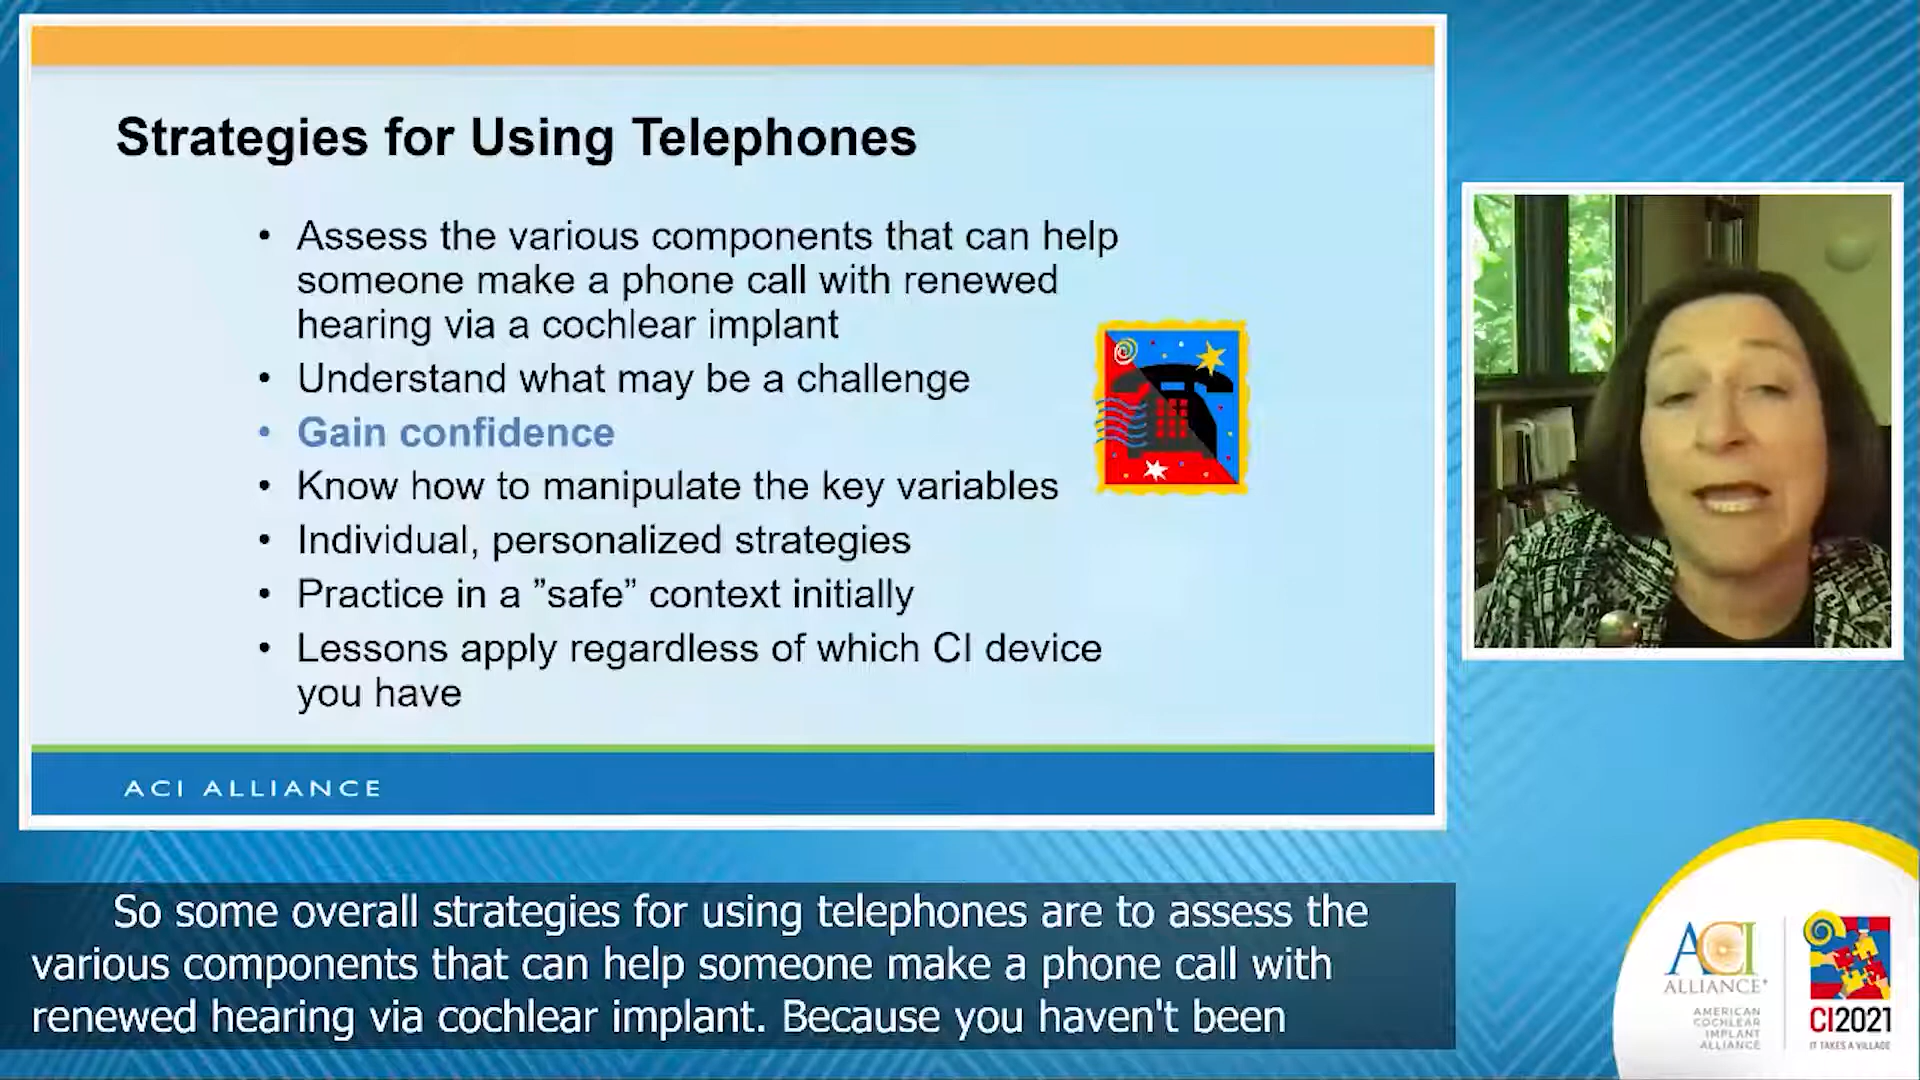 Strategies for Using Telephones
• Assess the various components that can help
someone make a phone call with renewed
hearing via a cochlear implant
• Understand what may be a challenge
• Gain confidence
• Know how to manipulate the key variables
• Individual, personalized strategies
• Practice in a ”safe” context initially
• Lessons apply regardless of which CI device
you have
ACI ALLIANCE
So some overall strategies for using telephones are to assess the
various components that can help someone make a phone call with
renewed hearing via cochlear implant. Because you haven't been
ACI
ALLIANCE
AMERICAN
COCHLEAR
IMPLANT
ALLIANCE
CI2021
IT TAKES A VILLAGE